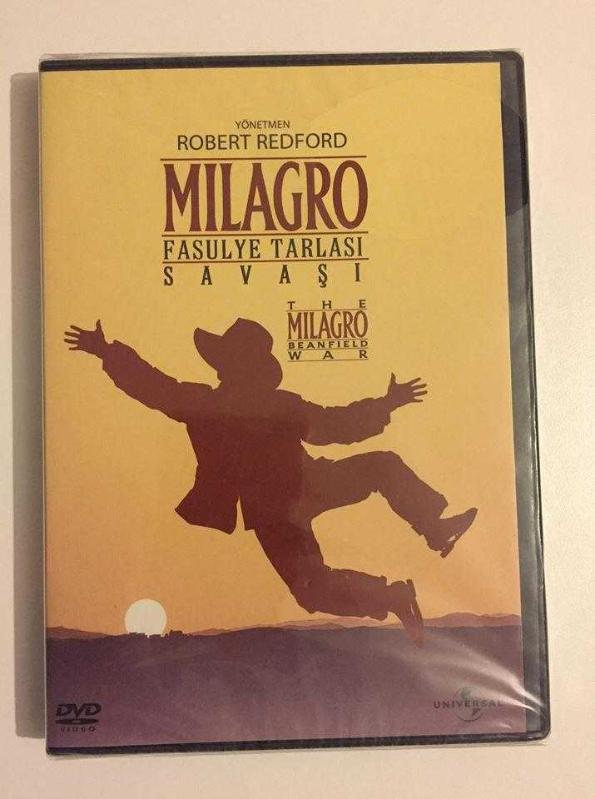 YÖNETMEN
ROBERT REDFORD
MILAGRO
FASULYE TARLASI
SAVAŞI
THE
MILAGRO
BEANFIELD
WAR
DVD
VIDEO
UNIVERSAL